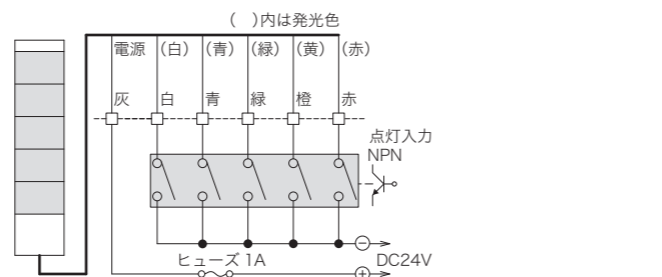 ( )内は発光色
電源 (白) (青) (緑) (黄) (赤)
灰 白 青 緑 橙 赤
点灯入力
NPN
ヒューズ 1A
− DC24V
+